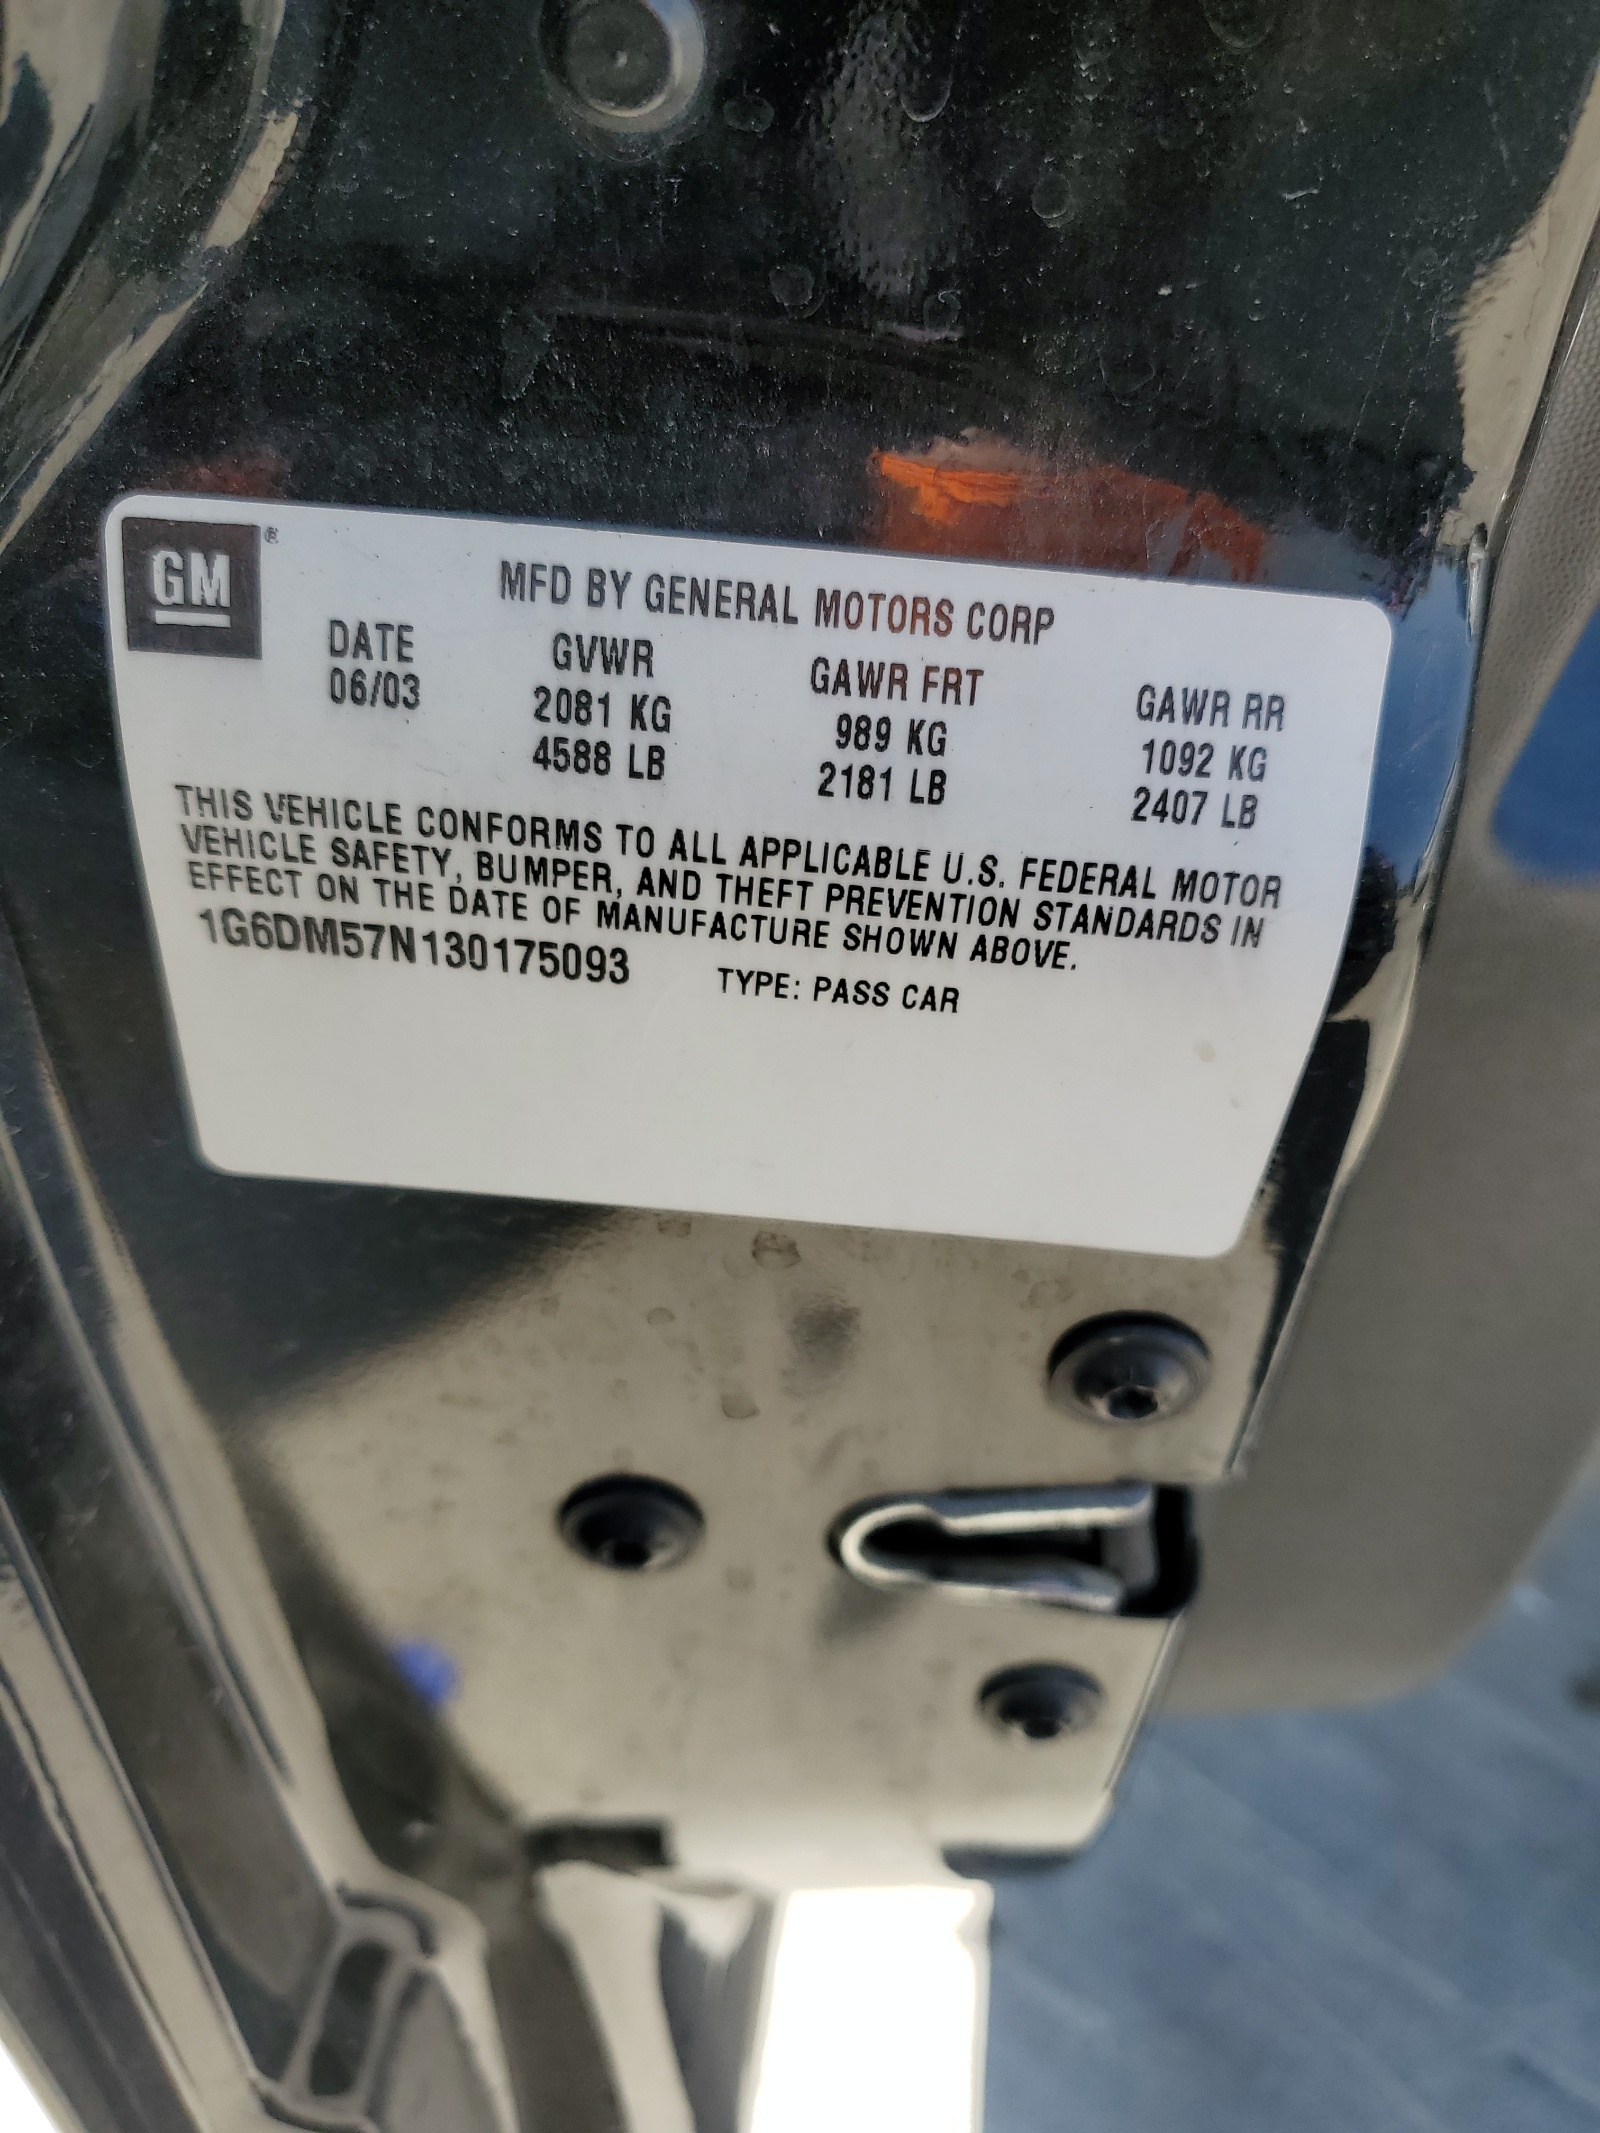 GM ®
MFD BY GENERAL MOTORS CORP
DATE GVWR GAWR FRT GAWR RR
06/03 2081 KG 989 KG 1092 KG
4588 LB 2181 LB 2407 LB
THIS VEHICLE CONFORMS TO ALL APPLICABLE U.S. FEDERAL MOTOR
VEHICLE SAFETY, BUMPER, AND THEFT PREVENTION STANDARDS IN
EFFECT ON THE DATE OF MANUFACTURE SHOWN ABOVE.
1G6DM57N130175093 TYPE: PASS CAR